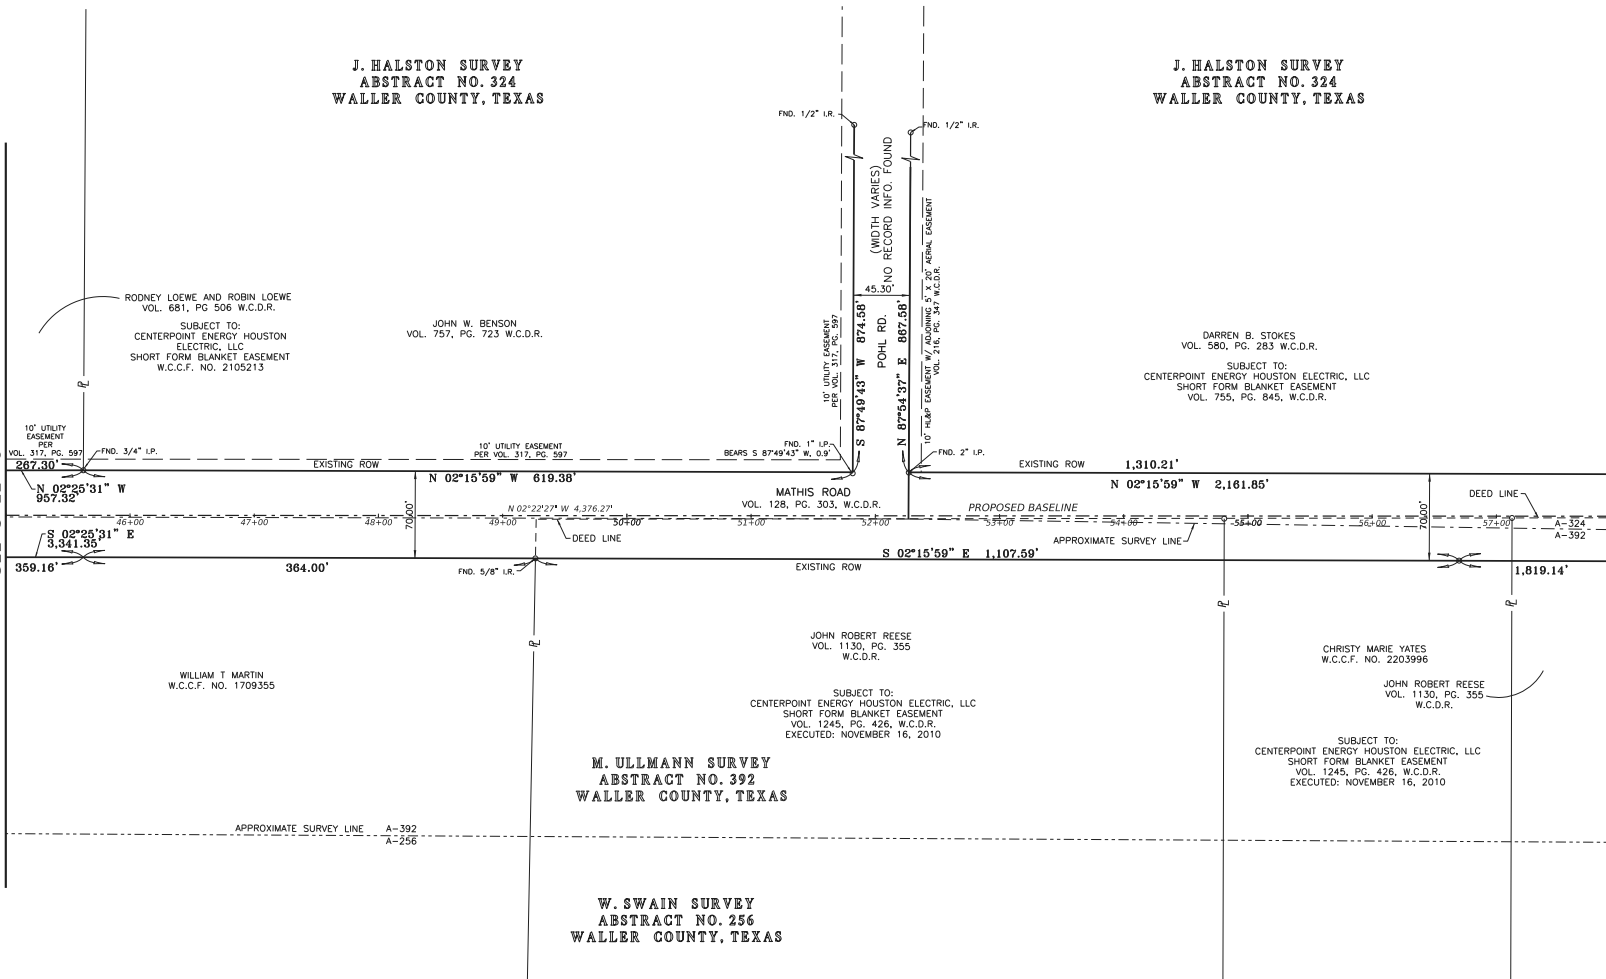 J. HALSTON SURVEY
ABSTRACT NO. 324
WALLER COUNTY, TEXAS
J. HALSTON SURVEY
ABSTRACT NO. 324
WALLER COUNTY, TEXAS
FND. 1/2" I.R.
FND. 1/2" I.R.
(WIDTH VARIES)
NO RECORD INFO. FOUND
45.30'
POHL RD.
S 87°49'43" W 874.58'
N 87°54'37" E 867.58'
10' UTILITY EASEMENT
PER VOL. 317, PG. 597
10' HL&P EASEMENT W/ ADJOINING 5' X 20' AERIAL EASEMENT
VOL. 216, PG. 347 W.C.D.R.
RODNEY LOEWE AND ROBIN LOEWE
VOL. 681, PG 506 W.C.D.R.
SUBJECT TO:
CENTERPOINT ENERGY HOUSTON
ELECTRIC, LLC
SHORT FORM BLANKET EASEMENT
W.C.C.F. NO. 2105213
JOHN W. BENSON
VOL. 757, PG. 723 W.C.D.R.
DARREN B. STOKES
VOL. 580, PG. 283 W.C.D.R.
SUBJECT TO:
CENTERPOINT ENERGY HOUSTON ELECTRIC, LLC
SHORT FORM BLANKET EASEMENT
VOL. 755, PG. 845, W.C.D.R.
PL
10' UTILITY
EASEMENT
PER
VOL. 317, PG. 597
267.30'
FND. 3/4" I.P.
EXISTING ROW
10' UTILITY EASEMENT
PER VOL. 317, PG. 597
FND. 1" I.P.
BEARS S 87°49'43" W, 0.9'
FND. 2" I.P.
EXISTING ROW
1,310.21'
N 02°25'31" W
957.32'
N 02°15'59" W 619.38'
N 02°15'59" W 2,161.85'
MATHIS ROAD
VOL. 128, PG. 303, W.C.D.R.
70.00'
70.00'
N 02°22'27" W 4,376.27'
PROPOSED BASELINE
DEED LINE
46+00
47+00
48+00
49+00
50+00
51+00
52+00
53+00
54+00
55+00
56+00
57+00
A-324
A-392
DEED LINE
APPROXIMATE SURVEY LINE
S 02°25'31" E
3,341.35'
S 02°15'59" E 1,107.59'
359.16'
364.00'
FND. 5/8" I.R.
EXISTING ROW
1,819.14'
PL
PL
PL
WILLIAM T MARTIN
W.C.C.F. NO. 1709355
JOHN ROBERT REESE
VOL. 1130, PG. 355
W.C.D.R.
SUBJECT TO:
CENTERPOINT ENERGY HOUSTON ELECTRIC, LLC
SHORT FORM BLANKET EASEMENT
VOL. 1245, PG. 426, W.C.D.R.
EXECUTED: NOVEMBER 16, 2010
CHRISTY MARIE YATES
W.C.C.F. NO. 2203996
JOHN ROBERT REESE
VOL. 1130, PG. 355
W.C.D.R.
SUBJECT TO:
CENTERPOINT ENERGY HOUSTON ELECTRIC, LLC
SHORT FORM BLANKET EASEMENT
VOL. 1245, PG. 426, W.C.D.R.
EXECUTED: NOVEMBER 16, 2010
M. ULLMANN SURVEY
ABSTRACT NO. 392
WALLER COUNTY, TEXAS
APPROXIMATE SURVEY LINE
A-392
A-256
W. SWAIN SURVEY
ABSTRACT NO. 256
WALLER COUNTY, TEXAS